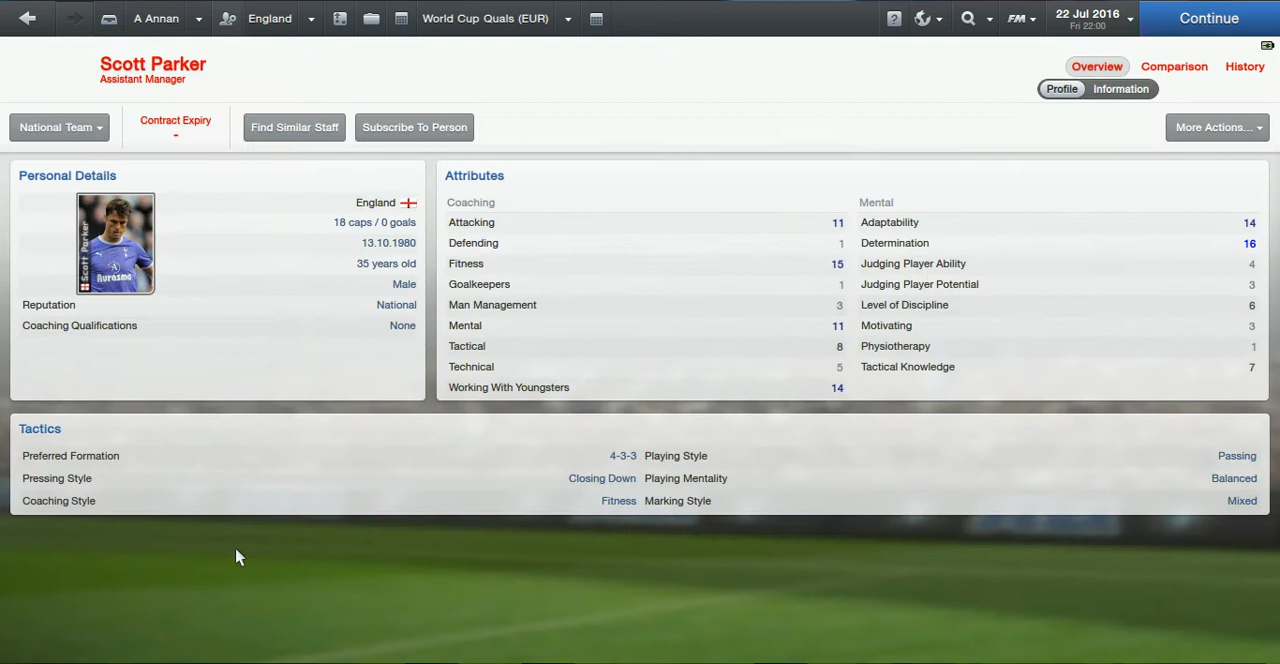 A Annan England World Cup Quals (EUR) ? FM 22 Jul 2016 Continue
Fri 22:00
Scott Parker
Assistant Manager
Overview Comparison History
Profile Information
National Team Contract Expiry Find Similar Staff Subscribe To Person More Actions...
-
Personal Details
England
18 caps / 0 goals
13.10.1980
35 years old
Male
Reputation National
Coaching Qualifications None
Scott Parker
Aurasma
Attributes
Coaching
Attacking 11
Defending 1
Fitness 15
Goalkeepers 1
Man Management 3
Mental 11
Tactical 8
Technical 5
Working With Youngsters 14
Mental
Adaptability 14
Determination 16
Judging Player Ability 4
Judging Player Potential 3
Level of Discipline 6
Motivating 3
Physiotherapy 1
Tactical Knowledge 7
Tactics
Preferred Formation 4-3-3 Playing Style Passing
Pressing Style Closing Down Playing Mentality Balanced
Coaching Style Fitness Marking Style Mixed